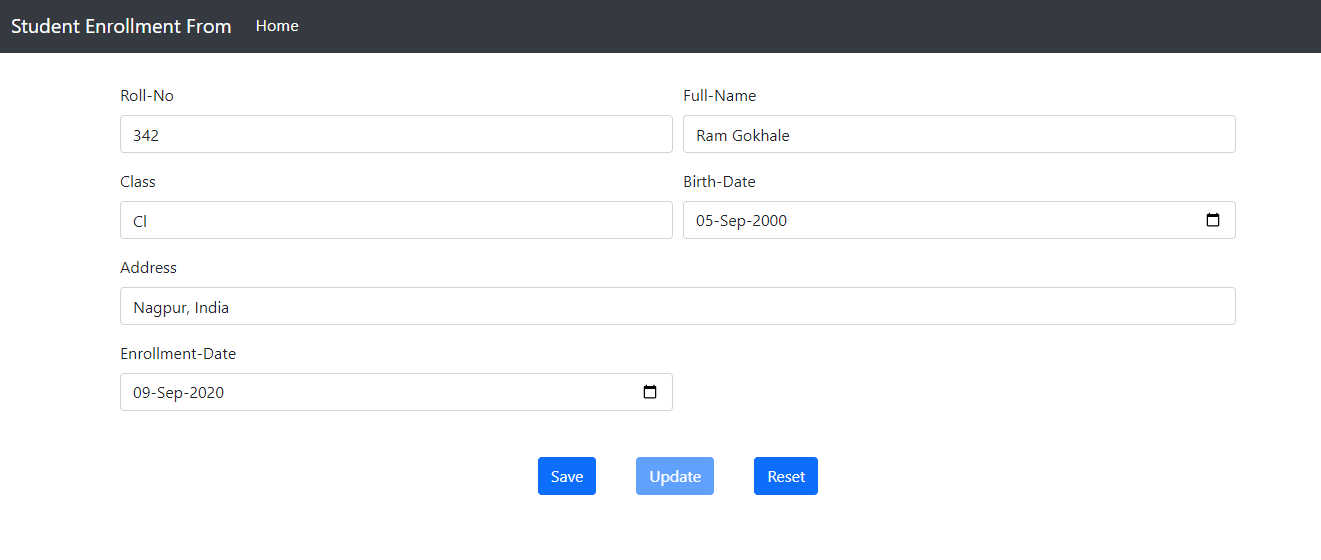 Student Enrollment From Home
Roll-No Full-Name
342 Ram Gokhale
Class Birth-Date
Cl 05-Sep-2000
Address
Nagpur, India
Enrollment-Date
09-Sep-2020
Save Update Reset